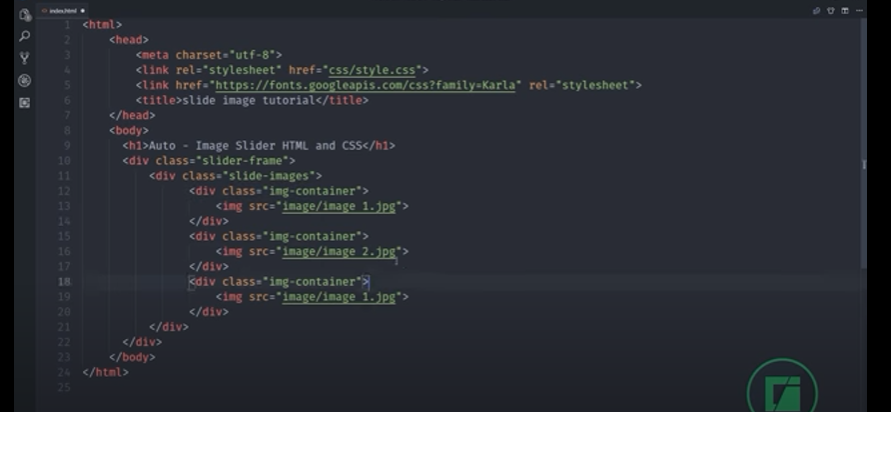 index.html
1 <html>
2 <head>
3 <meta charset="utf-8">
4 <link rel="stylesheet" href="css/style.css">
5 <link href="https://fonts.googleapis.com/css?family=Karla" rel="stylesheet">
6 <title>slide image tutorial</title>
7 </head>
8 <body>
9 <h1>Auto - Image Slider HTML and CSS</h1>
10 <div class="slider-frame">
11 <div class="slide-images">
12 <div class="img-container">
13 <img src="image/image 1.jpg">
14 </div>
15 <div class="img-container">
16 <img src="image/image 2.jpg">
17 </div>
18 <div class="img-container">
19 <img src="image/image 1.jpg">
20 </div>
21 </div>
22 </div>
23 </body>
24 </html>
25